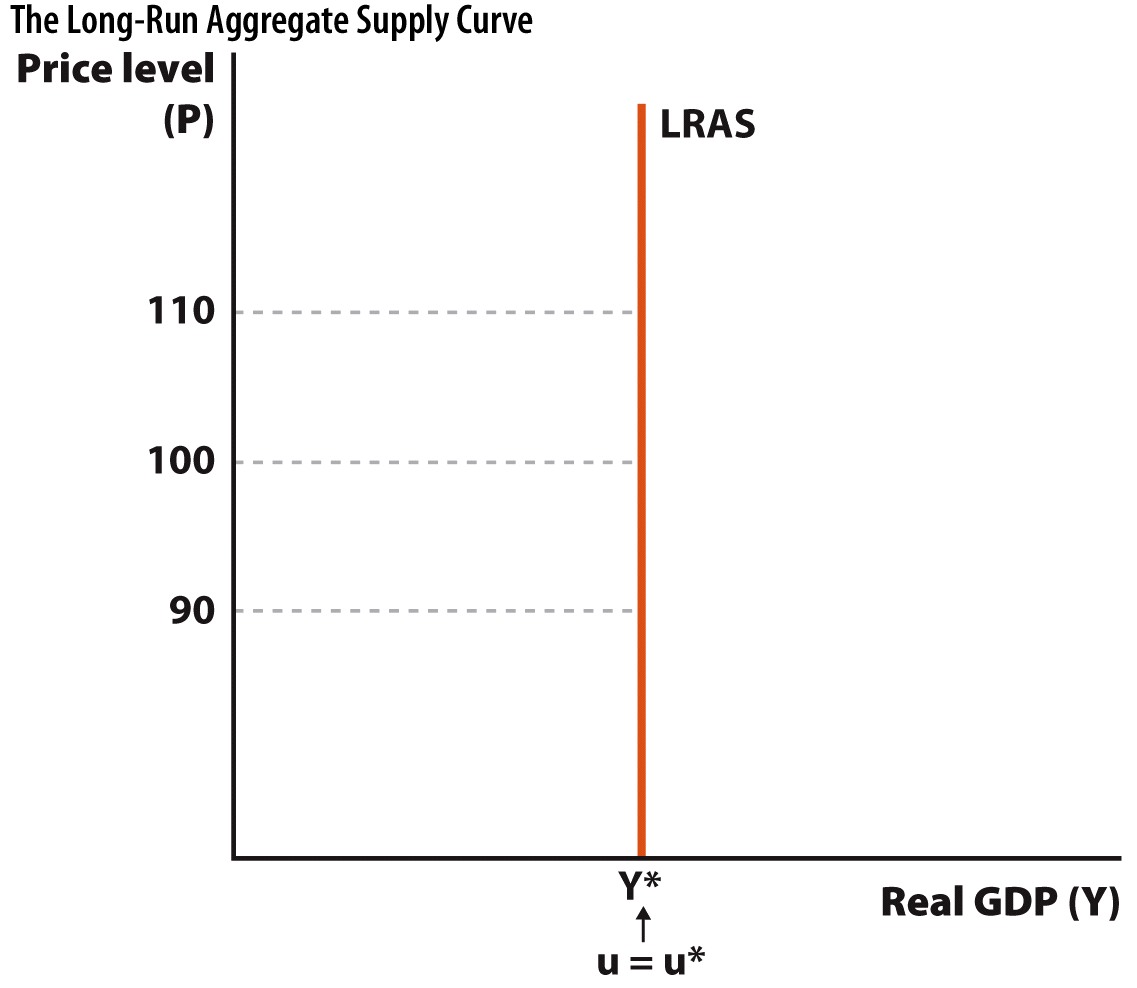 The Long-Run Aggregate Supply Curve
Price level
(P)
LRAS
110
100
90
Y*
Real GDP (Y)
u = u*